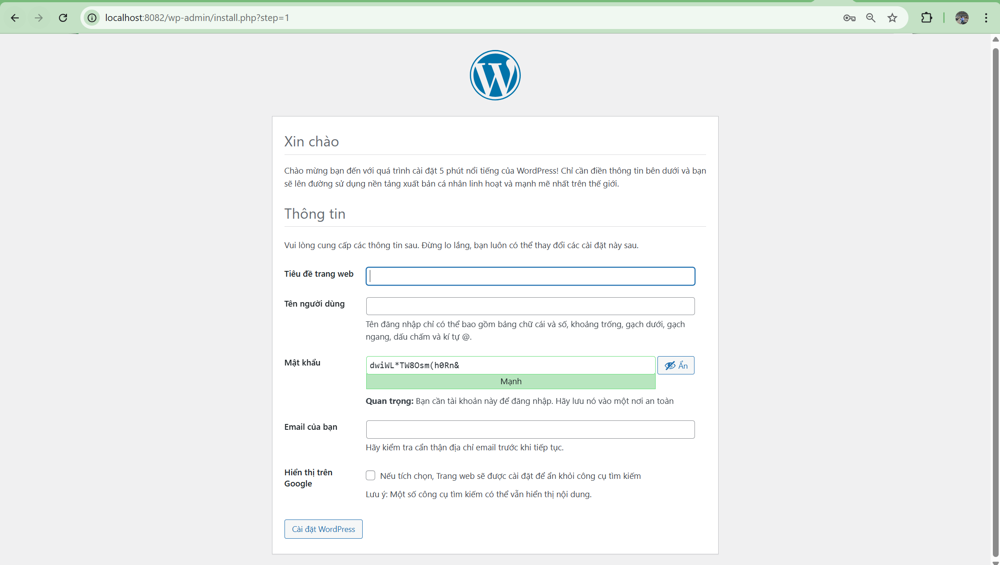 localhost:8082/wp-admin/install.php?step=1
Xin chào
Chào mừng bạn đến với quá trình cài đặt 5 phút nổi tiếng của WordPress! Chỉ cần điền thông tin bên dưới và bạn
sẽ lên đường sử dụng nền tảng xuất bản cá nhân linh hoạt và mạnh mẽ nhất trên thế giới.
Thông tin
Vui lòng cung cấp các thông tin sau. Đừng lo lắng, bạn luôn có thể thay đổi các cài đặt này sau.
Tiêu đề trang web
Tên người dùng
Tên đăng nhập chỉ có thể bao gồm bảng chữ cái và số, khoảng trống, gạch dưới, gạch
ngang, dấu chấm và kí tự @.
Mật khẩu
dwiWL*TW8Osm(h0Rn&
Ẩn
Mạnh
Quan trọng: Bạn cần tài khoản này để đăng nhập. Hãy lưu nó vào một nơi an toàn
Email của bạn
Hãy kiểm tra cẩn thận địa chỉ email trước khi tiếp tục.
Hiển thị trên
Google
Nếu tích chọn, Trang web sẽ được cài đặt để ẩn khỏi công cụ tìm kiếm
Lưu ý: Một số công cụ tìm kiếm có thể vẫn hiển thị nội dung.
Cài đặt WordPress